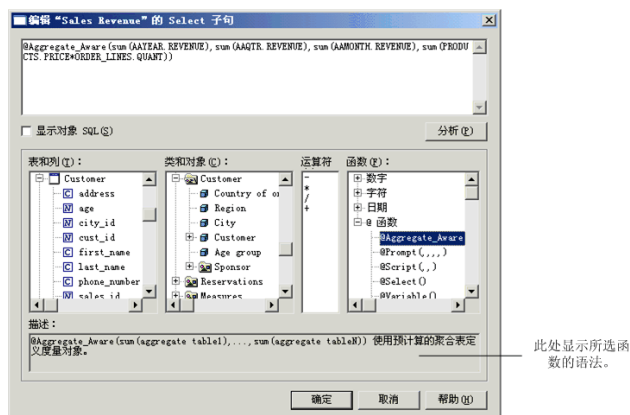 编辑“Sales Revenue”的 Select 子句
@Aggregate_Aware(sum(AAYEAR.REVENUE),sum(AAQTR.REVENUE),sum(AAMONTH.REVENUE),sum(PRODU
CTS.PRICE*ORDER_LINES.QUANT))
显示对象 SQL(S)
分析(P)
表和列(T)：
类和对象(C)：
运算符
函数(F)：
Customer
address
age
city_id
cust_id
first_name
last_name
phone_number
sales_id
Customer
Country of or
Region
City
Customer
Age group
Sponsor
Reservations
Measures
-
*
/
+
数字
字符
日期
@ 函数
@Aggregate_Aware
@Prompt(,,,,)
@Script(,,)
@Select()
@Variable()
描述：
@Aggregate_Aware(sum(aggregate table1),...,sum(aggregate tableN)) 使用预计算的聚合表定
义度量对象。
此处显示所选函
数的语法。
确定
取消
帮助(H)